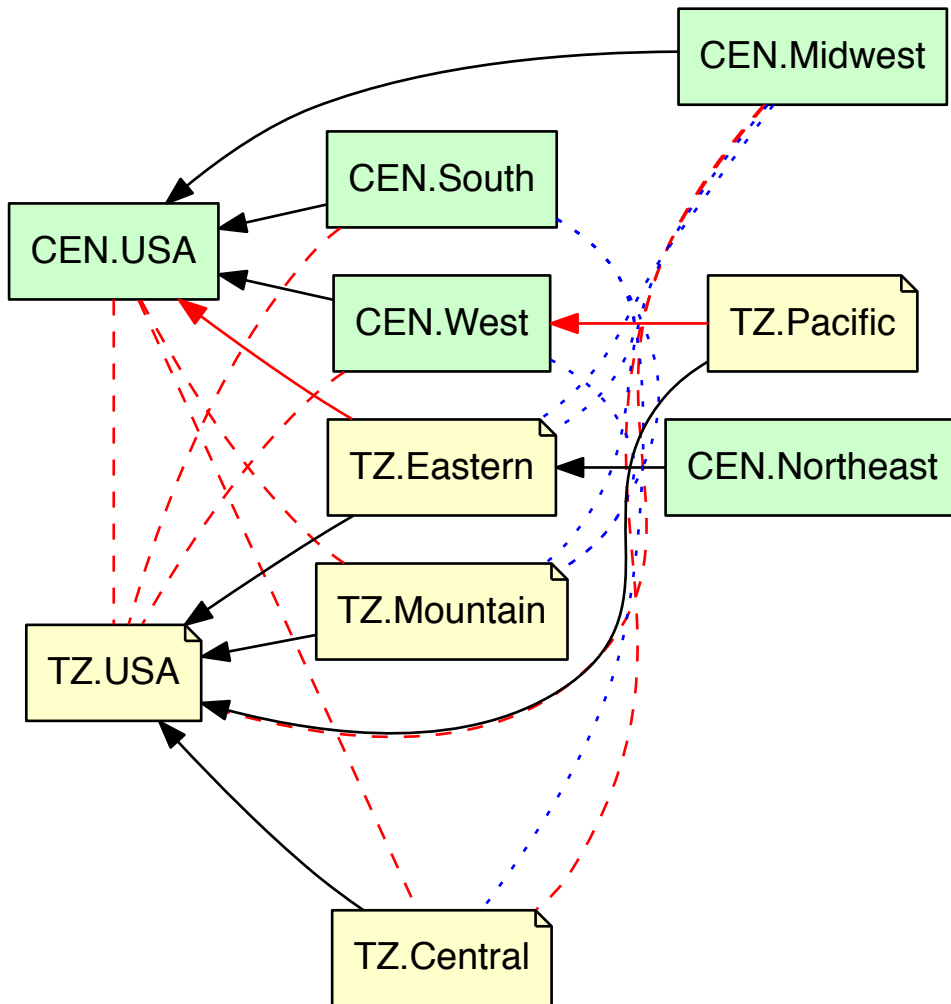 CEN.Midwest
CEN.South
CEN.USA
CEN.West
TZ.Pacific
TZ.Eastern
CEN.Northeast
TZ.Mountain
TZ.USA
TZ.Central